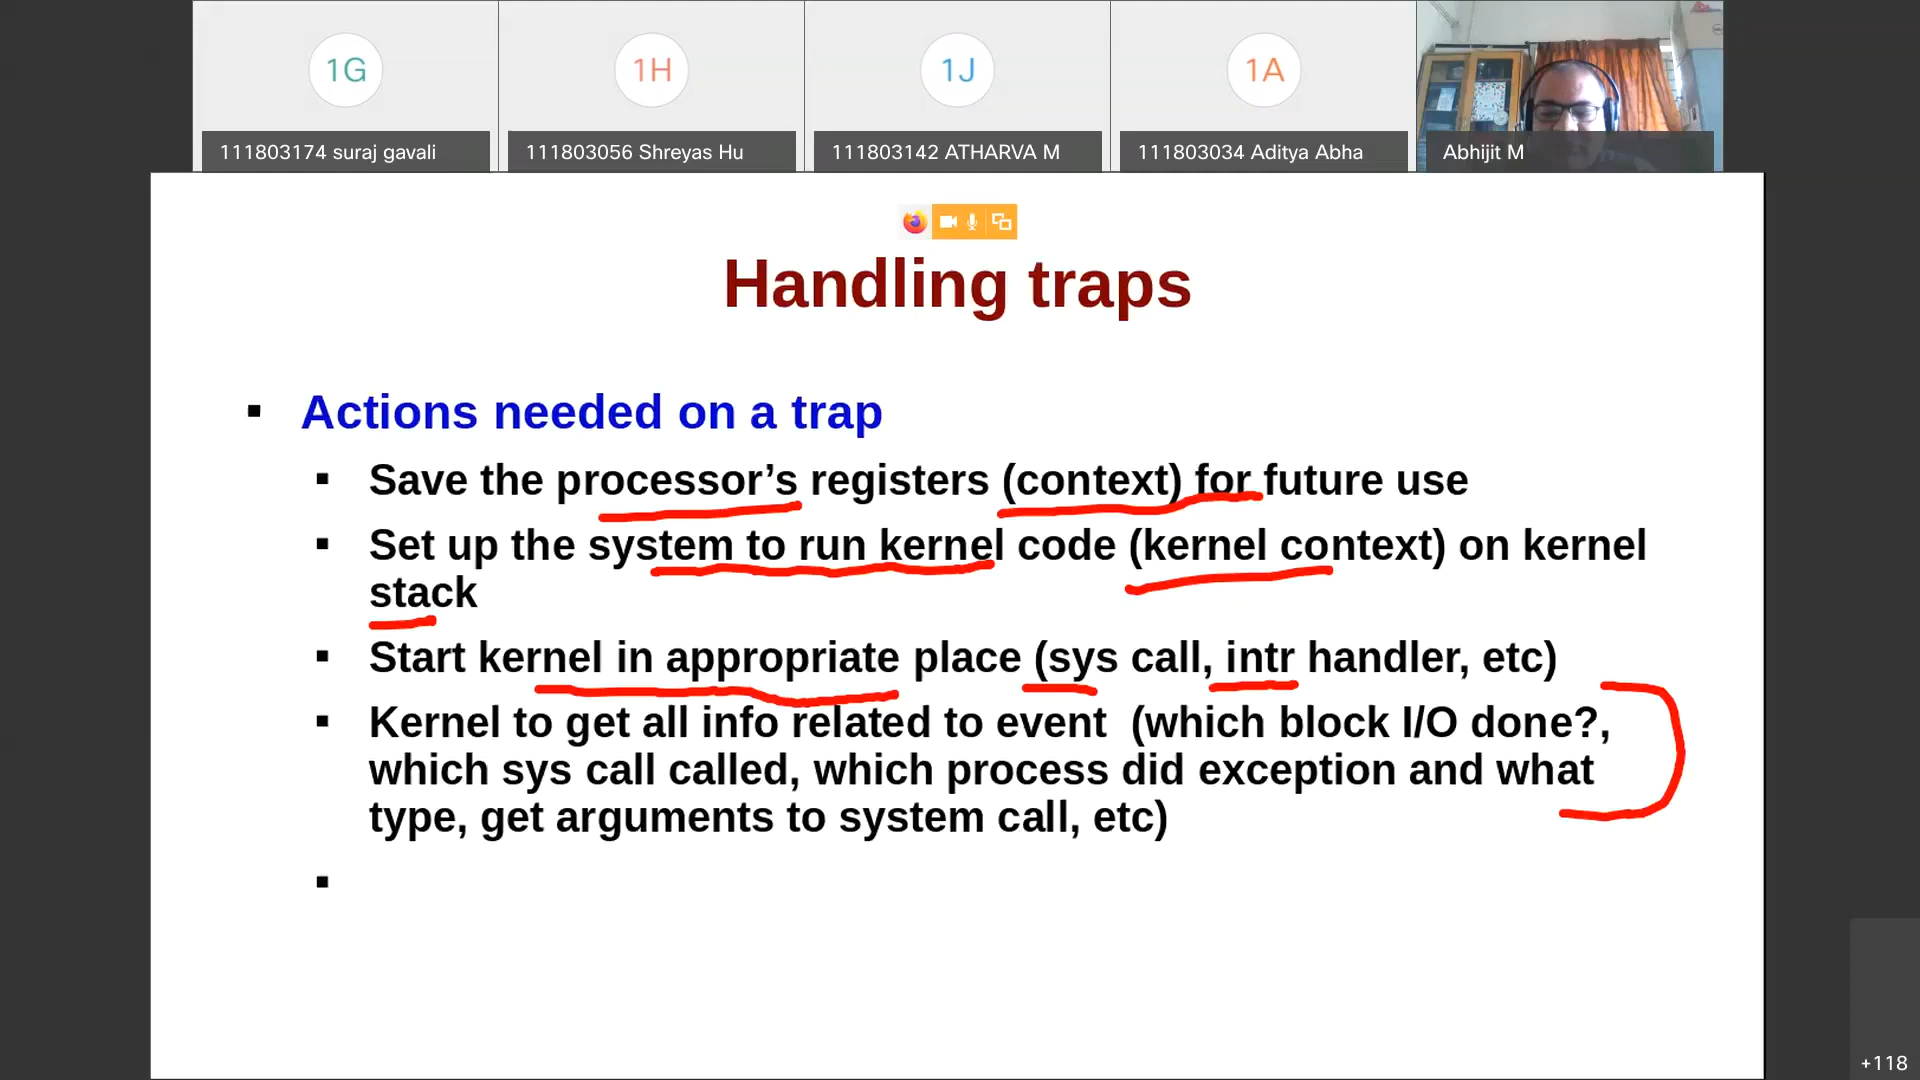 1G
1H
1J
1A
111803174 suraj gavali
111803056 Shreyas Hu
111803142 ATHARVA M
111803034 Aditya Abha
Abhijit M
Handling traps
Actions needed on a trap
Save the processor’s registers (context) for future use
Set up the system to run kernel code (kernel context) on kernel
stack
Start kernel in appropriate place (sys call, intr handler, etc)
Kernel to get all info related to event (which block I/O done?,
which sys call called, which process did exception and what
type, get arguments to system call, etc)
+118